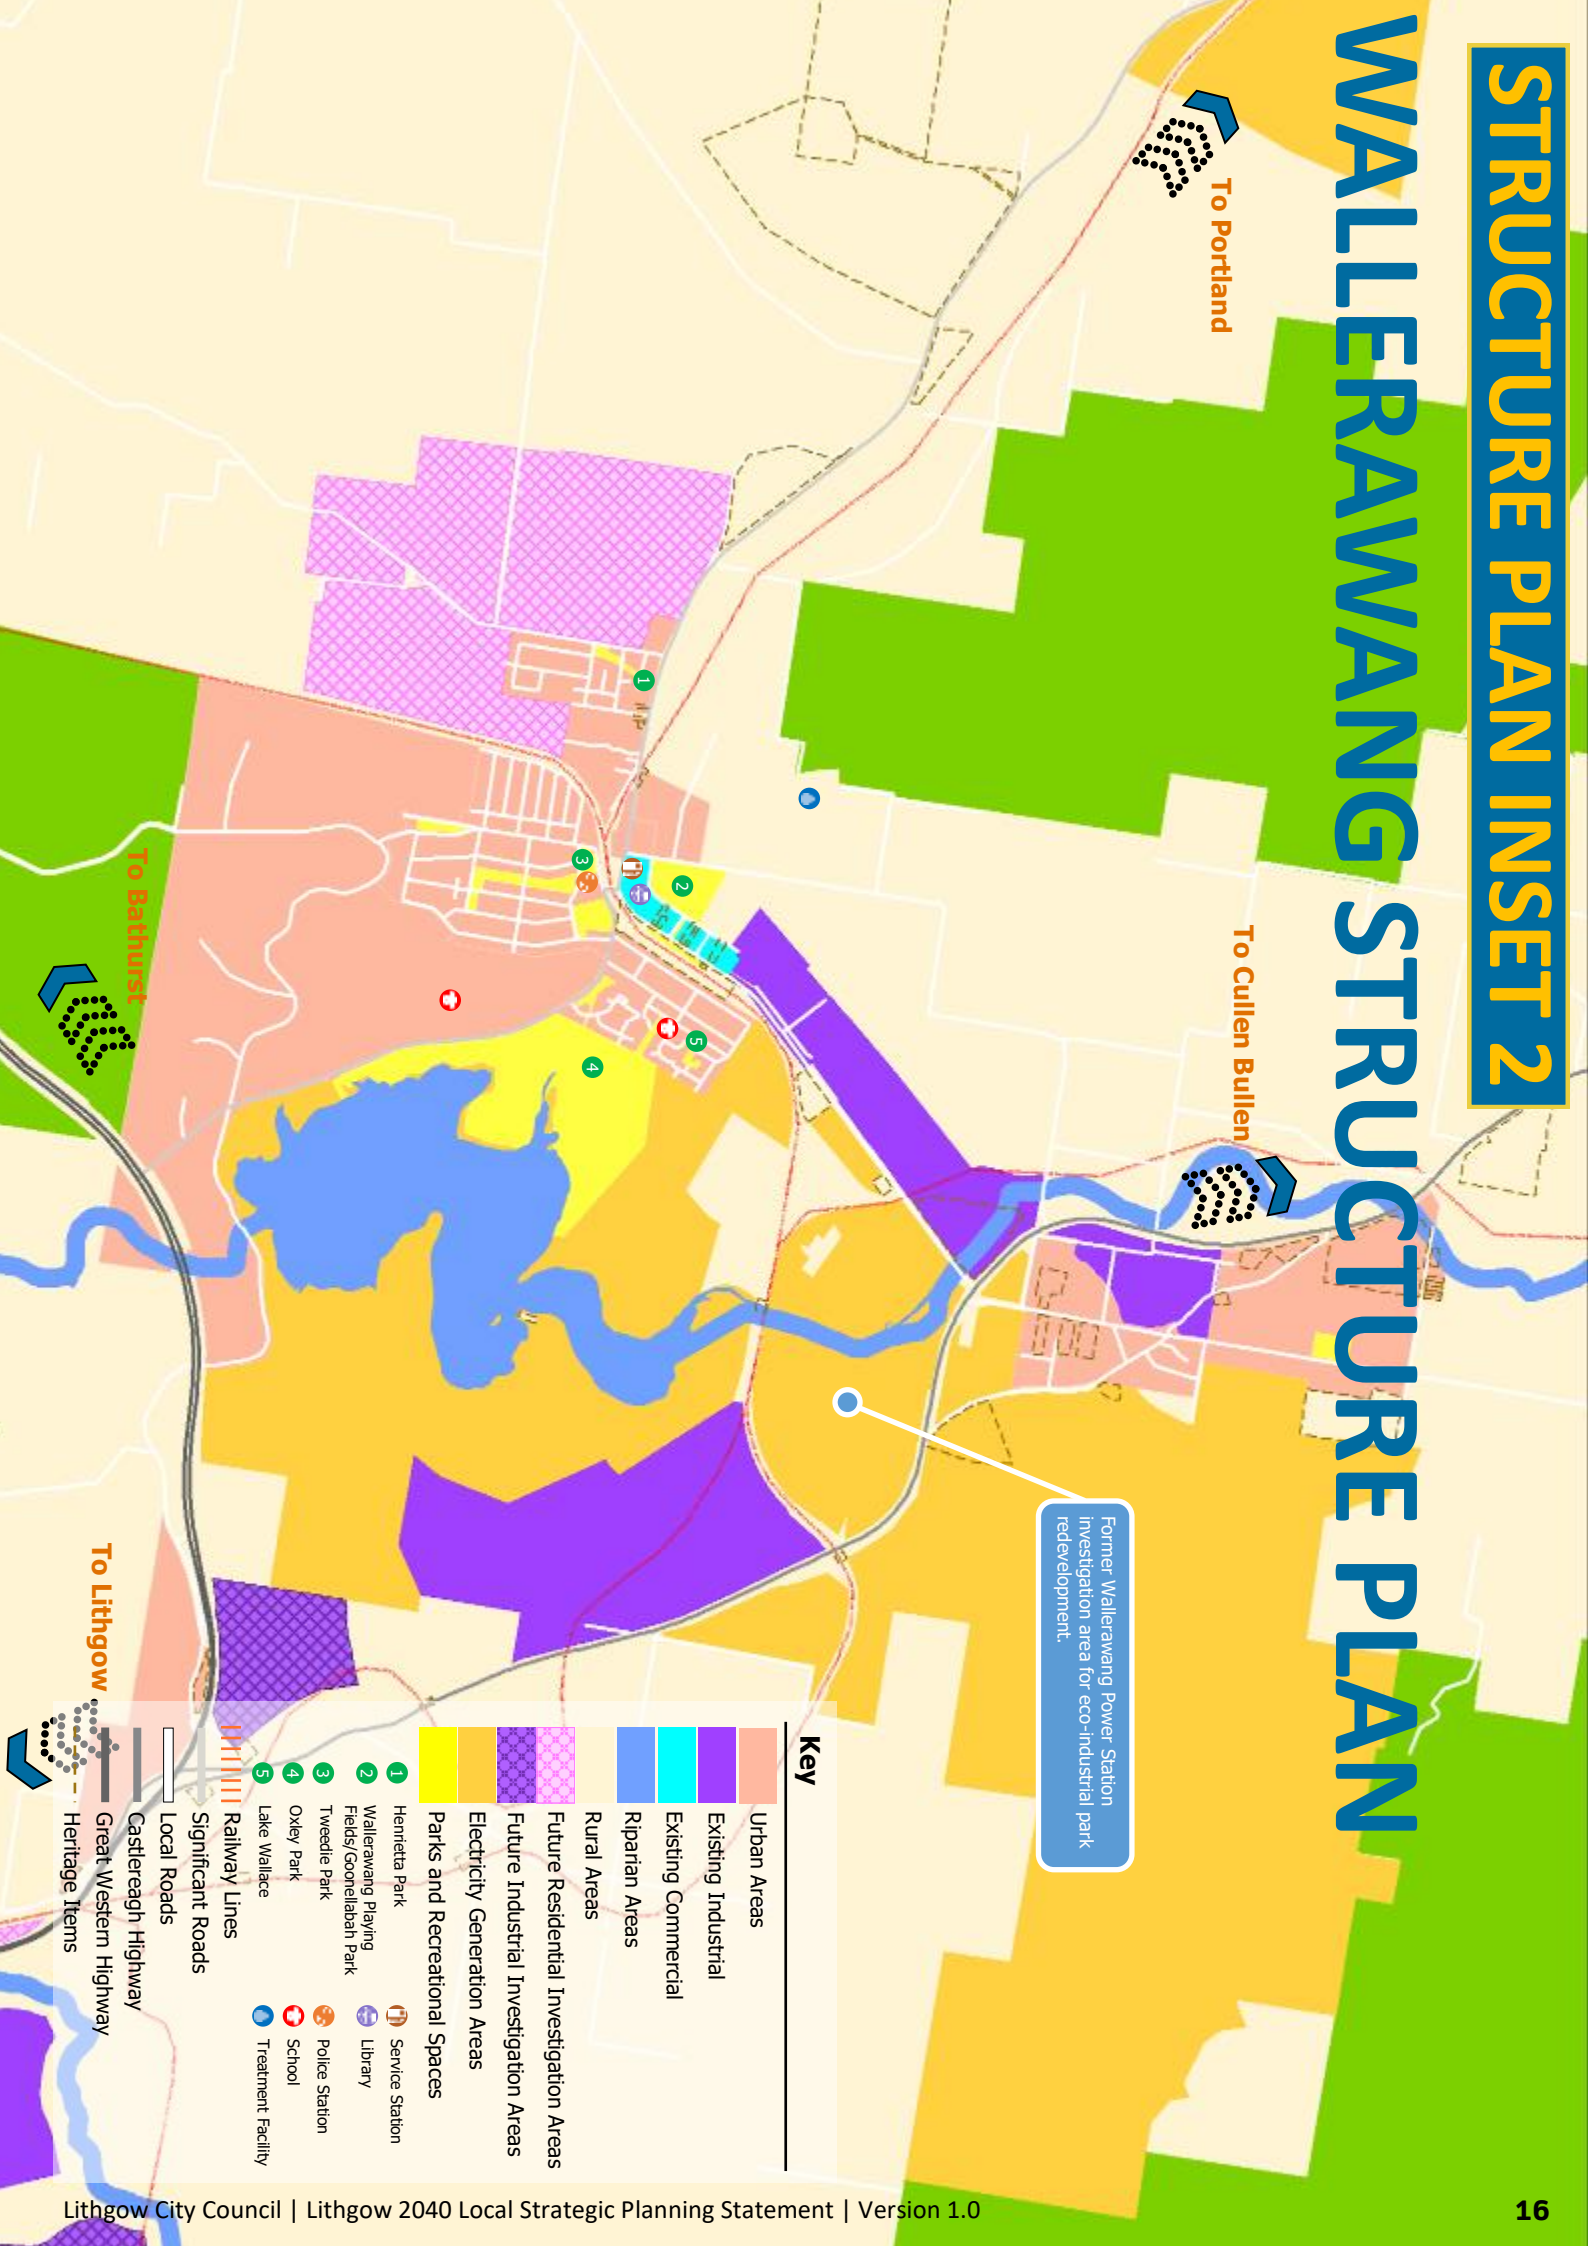 STRUCTURE PLAN INSET 2
WALLERAWANG STRUCTURE PLAN
To Portland
To Cullen Bullen
To Bathurst
To Lithgow
1
2
3
4
5
Former Wallerawang Power Station
investigation area for eco-industrial park
redevelopment.
Key
Urban Areas
Existing Industrial
Existing Commercial
Riparian Areas
Rural Areas
Future Residential Investigation Areas
Future Industrial Investigation Areas
Electricity Generation Areas
Parks and Recreational Spaces
1 Henrietta Park
2 Wallerawang Playing
Fields/Goonellabah Park
3 Tweedie Park
4 Oxley Park
5 Lake Wallace
Service Station
Library
Police Station
School
Treatment Facility
Railway Lines
Significant Roads
Local Roads
Castlereagh Highway
Great Western Highway
Heritage Items
Lithgow City Council | Lithgow 2040 Local Strategic Planning Statement | Version 1.0
16